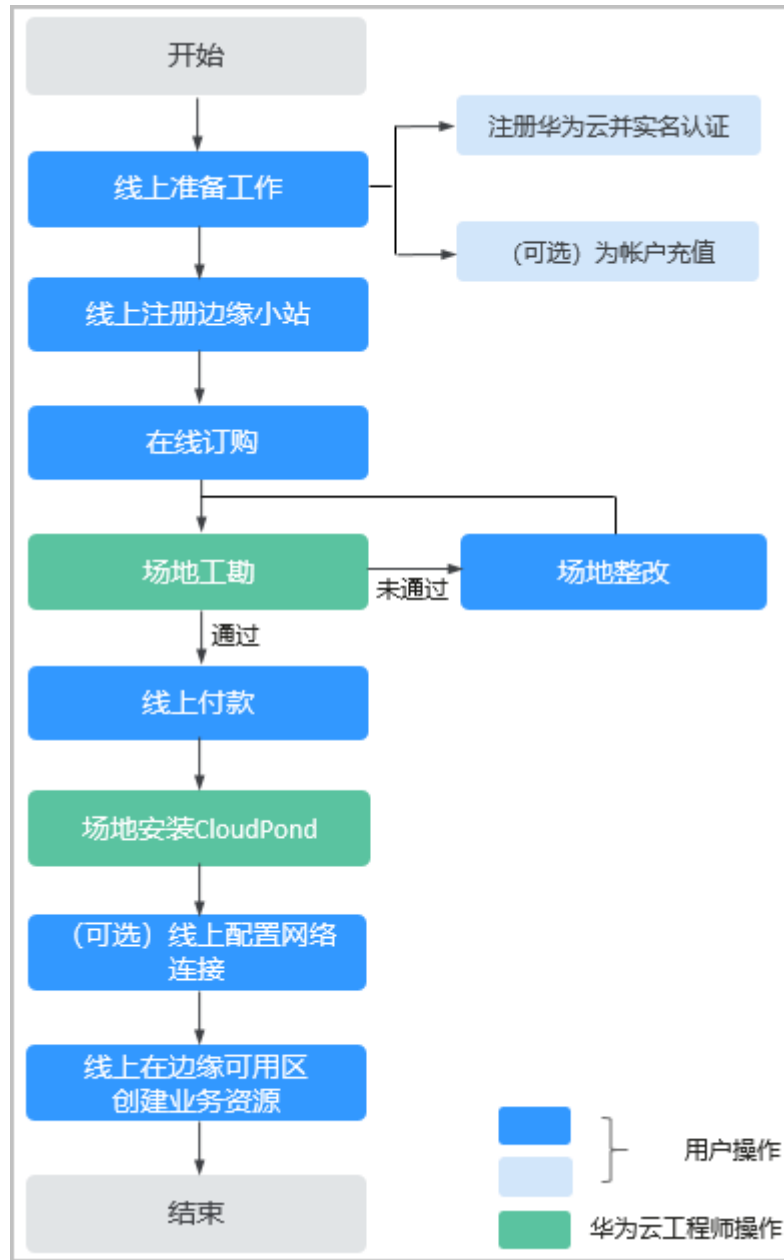 开始
线上准备工作
注册华为云并实名认证
（可选）为帐户充值
线上注册边缘小站
在线订购
场地工勘
未通过
场地整改
通过
线上付款
场地安装CloudPond
（可选）线上配置网络
连接
线上在边缘可用区
创建业务资源
结束
用户操作
华为云工程师操作